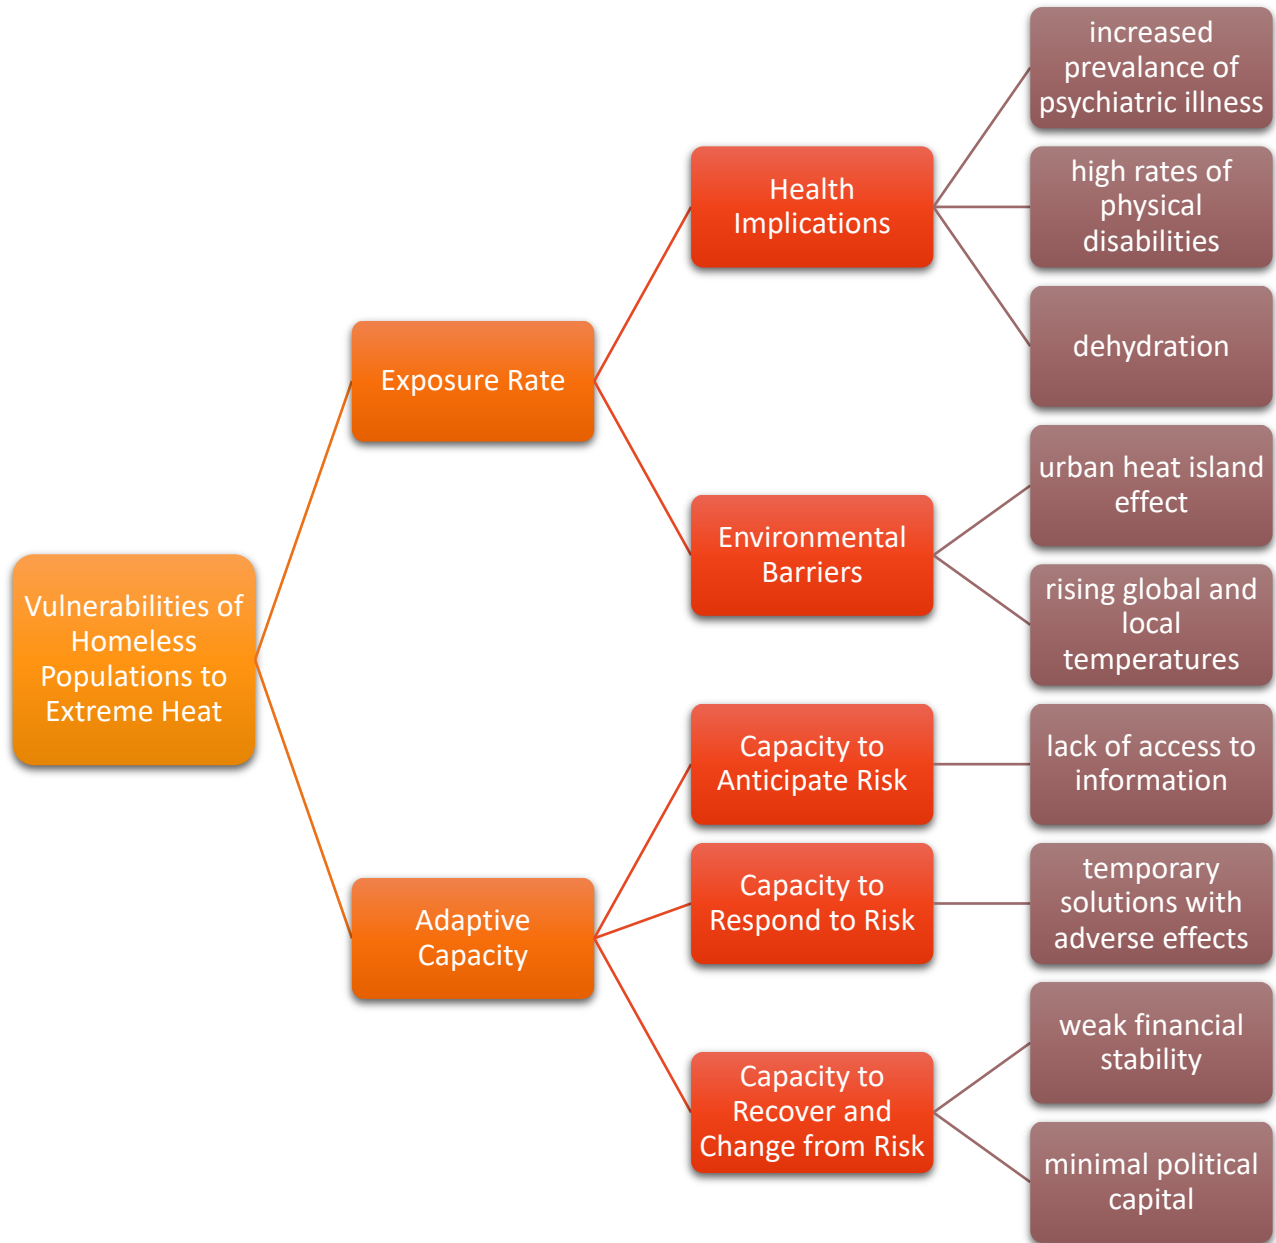 Vulnerabilities of
Homeless
Populations to
Extreme Heat
Exposure Rate
Health
Implications
increased
prevalance of
psychiatric illness
high rates of
physical
disabilities
dehydration
Environmental
Barriers
urban heat island
effect
rising global and
local
temperatures
Adaptive
Capacity
Capacity to
Anticipate Risk
lack of access to
information
Capacity to
Respond to Risk
temporary
solutions with
adverse effects
Capacity to
Recover and
Change from Risk
weak financial
stability
minimal political
capital